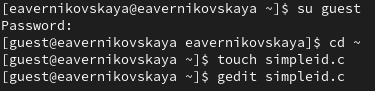 [eavernikovskaya@eavernikovskaya ~]$ su guest
Password:
[guest@eavernikovskaya eavernikovskaya]$ cd ~
[guest@eavernikovskaya ~]$ touch simpleid.c
[guest@eavernikovskaya ~]$ gedit simpleid.c